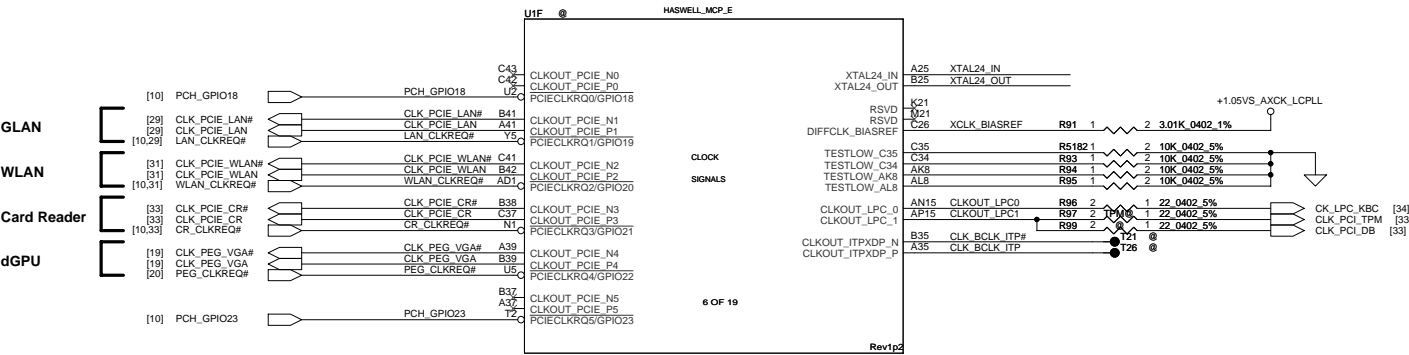 U1F @ HASWELL_MCP_E
C43 CLKOUT_PCIE_N0
C42 CLKOUT_PCIE_P0
[10] PCH_GPIO18 PCH_GPIO18 U2 PCIECLKRQ0/GPIO18
GLAN
[29] CLK_PCIE_LAN# CLK_PCIE_LAN# B41 CLKOUT_PCIE_N1
[29] CLK_PCIE_LAN CLK_PCIE_LAN A41 CLKOUT_PCIE_P1
[10,29] LAN_CLKREQ# LAN_CLKREQ# Y5 PCIECLKRQ1/GPIO19
WLAN
[31] CLK_PCIE_WLAN# CLK_PCIE_WLAN# C41 CLKOUT_PCIE_N2
[31] CLK_PCIE_WLAN CLK_PCIE_WLAN B42 CLKOUT_PCIE_P2
[10,31] WLAN_CLKREQ# WLAN_CLKREQ# AD1 PCIECLKRQ2/GPIO20
Card Reader
[33] CLK_PCIE_CR# CLK_PCIE_CR# B38 CLKOUT_PCIE_N3
[33] CLK_PCIE_CR CLK_PCIE_CR C37 CLKOUT_PCIE_P3
[10,33] CR_CLKREQ# CR_CLKREQ# N1 PCIECLKRQ3/GPIO21
dGPU
[19] CLK_PEG_VGA# CLK_PEG_VGA# A39 CLKOUT_PCIE_N4
[19] CLK_PEG_VGA CLK_PEG_VGA B39 CLKOUT_PCIE_P4
[20] PEG_CLKREQ# PEG_CLKREQ# U5 PCIECLKRQ4/GPIO22
B37 CLKOUT_PCIE_N5
A37 CLKOUT_PCIE_P5
[10] PCH_GPIO23 PCH_GPIO23 T2 PCIECLKRQ5/GPIO23
CLOCK
SIGNALS
6 OF 19
Rev1p2
XTAL24_IN A25 XTAL24_IN
XTAL24_OUT B25 XTAL24_OUT
RSVD K21
RSVD M21
+1.05VS_AXCK_LCPLL
DIFFCLK_BIASREF C26 XCLK_BIASREF R91 1 2 3.01K_0402_1%
TESTLOW_C35 C35 R5182 1 2 10K_0402_5%
TESTLOW_C34 C34 R93 1 2 10K_0402_5%
TESTLOW_AK8 AK8 R94 1 2 10K_0402_5%
TESTLOW_AL8 AL8 R95 1 2 10K_0402_5%
CLKOUT_LPC_0 AN15 CLKOUT_LPC0 R96 2 1 22_0402_5% CK_LPC_KBC [34]
CLKOUT_LPC_1 AP15 CLKOUT_LPC1 R97 2 TPM@ 1 22_0402_5% CLK_PCI_TPM [33
R99 2 @ 1 22_0402_5% CLK_PCI_DB [33]
CLKOUT_ITPXDP_N B35 CLK_BCLK_ITP# T21 @
CLKOUT_ITPXDP_P A35 CLK_BCLK_ITP T26 @